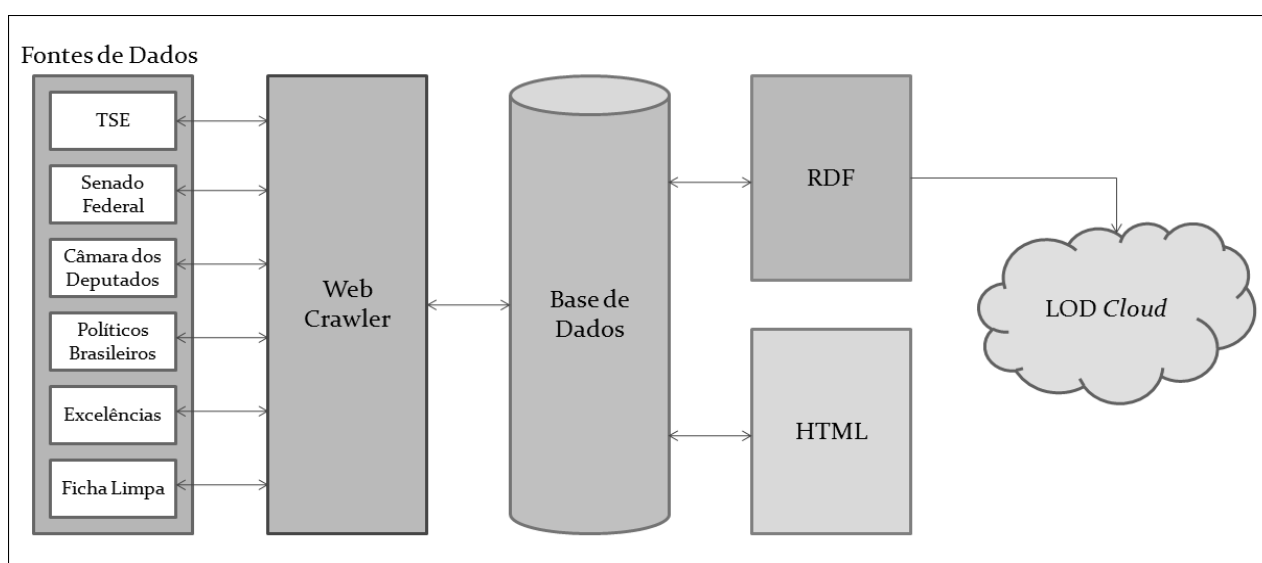 Fontes de Dados
TSE
Senado
Federal
Câmara dos
Deputados
Políticos
Brasileiros
Excelências
Ficha Limpa
Web
Crawler
Base de
Dados
RDF
HTML
LOD Cloud